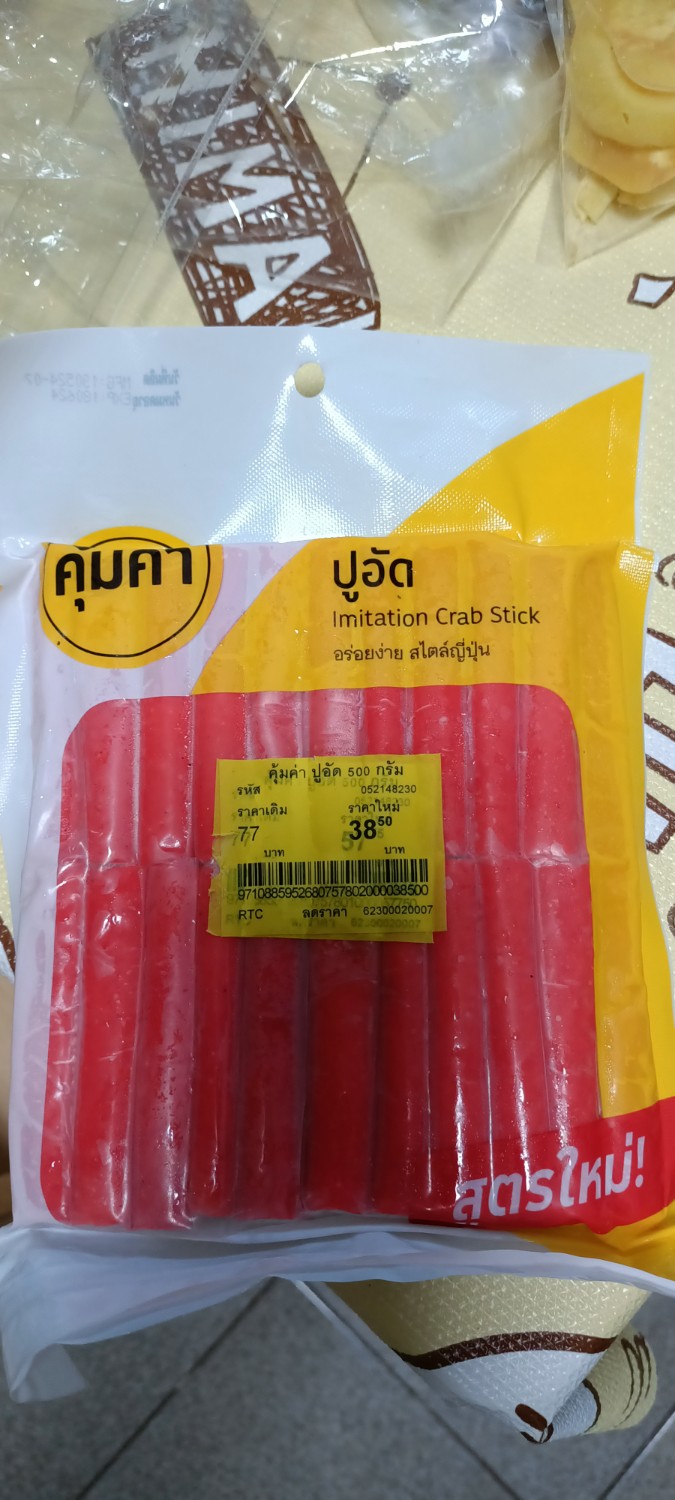 HIMA
คุ้มค่า
ปูอัด
Imitation Crab Stick
อร่อยง่าย สไตล์ญี่ปุ่น
คุ้มค่า ปูอัด 500 กรัม
รหัส 052148230
ราคาเดิม ราคาใหม่
77 38⁵⁰
บาท บาท
9710885952680757802000038500
RTC ลดราคา 62300020007
สูตรใหม่!